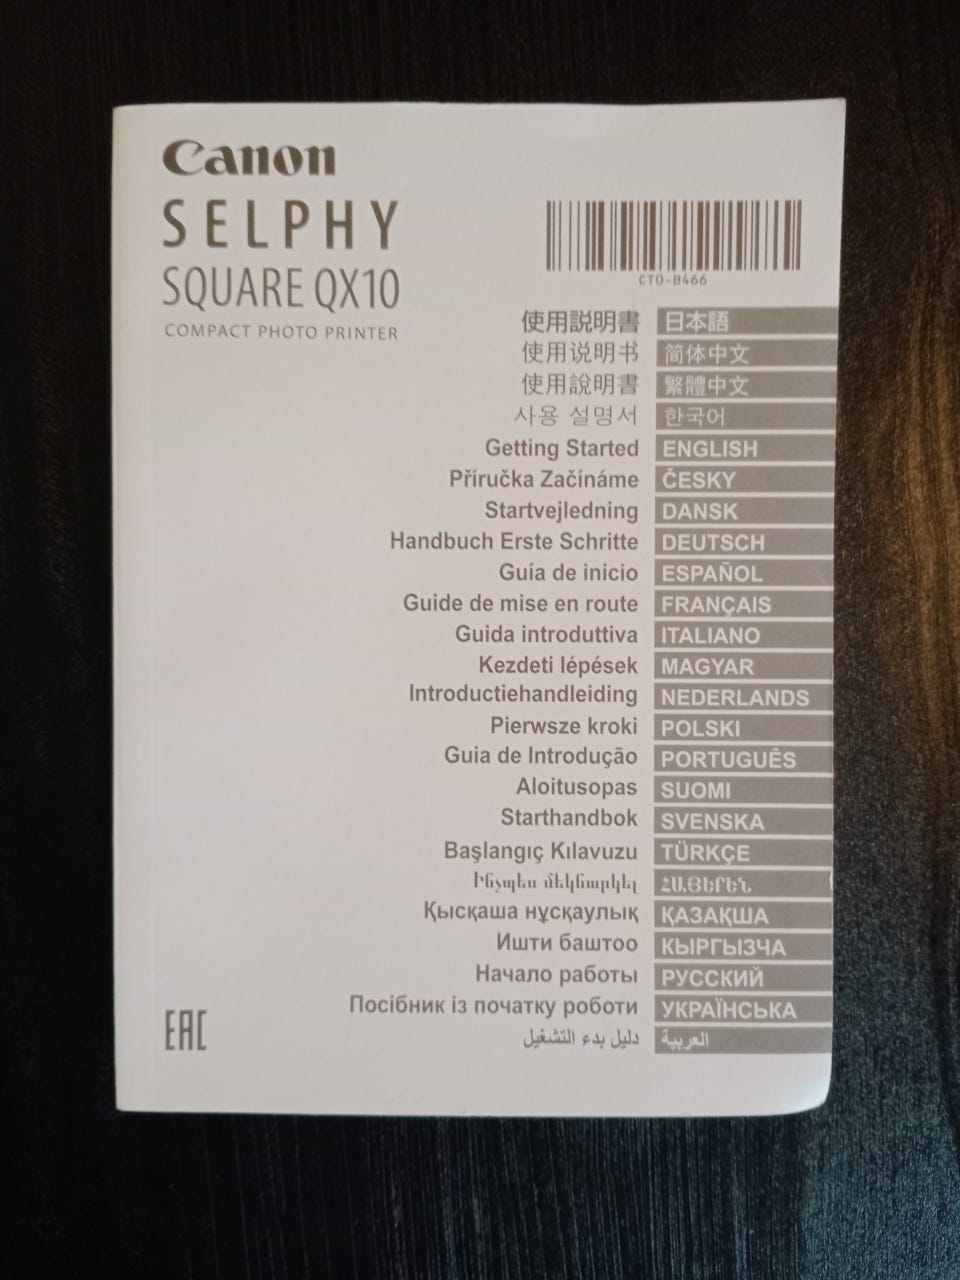 Canon
SELPHY
SQUARE QX10
COMPACT PHOTO PRINTER
CT0-B466
使用説明書 日本語
使用说明书 简体中文
使用說明書 繁體中文
사용 설명서 한국어
Getting Started ENGLISH
Příručka Začínáme ČESKY
Startvejledning DANSK
Handbuch Erste Schritte DEUTSCH
Guía de inicio ESPAÑOL
Guide de mise en route FRANÇAIS
Guida introduttiva ITALIANO
Kezdeti lépések MAGYAR
Introductiehandleiding NEDERLANDS
Pierwsze kroki POLSKI
Guia de Introdução PORTUGUÊS
Aloitusopas SUOMI
Starthandbok SVENSKA
Başlangıç Kılavuzu TÜRKÇE
Ինչպես մեկնարկել ՀԱՅԵՐԵՆ
Қысқаша нұсқаулық ҚАЗАҚША
Ишти баштоо КЫРГЫЗЧА
Начало работы РУССКИЙ
Посібник із початку роботи УКРАЇНСЬКА
دليل بدء التشغيل العربية
EAC